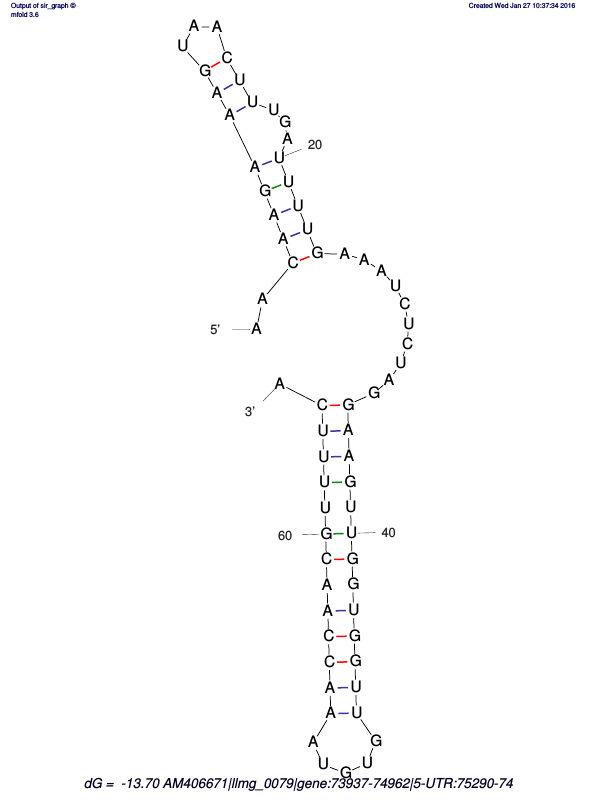 Output of sir_graph ©
mfold 3.6
Created Wed Jan 27 10:37:34 2016
5'
A A C A A G A A A G U A A C U U U G A U
20
U U U G A A A U C U C U A G G A A G U U
40
G G U G G U U G U G U A A A C C A A C G
60
U U U U C A
3'
dG = -13.70 AM406671|llmg_0079|gene:73937-74962|5-UTR:75290-74